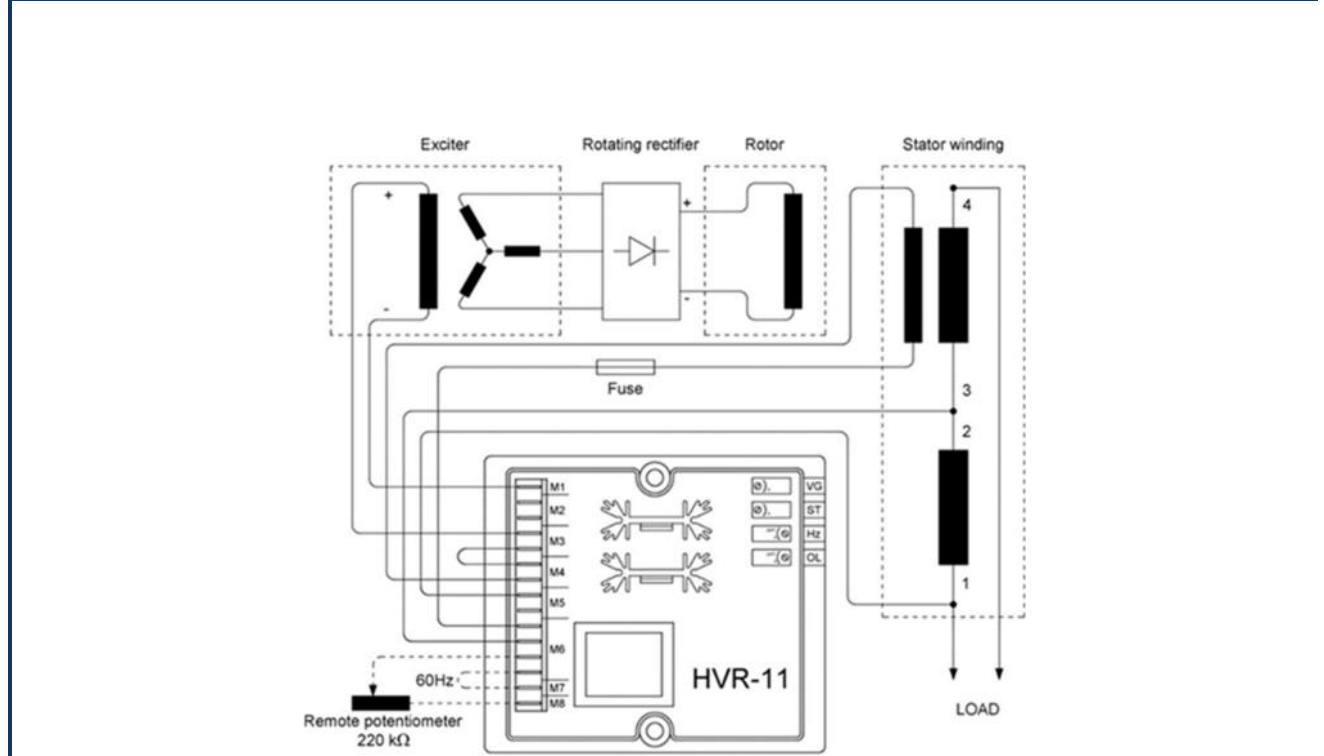 Exciter
Rotating rectifier
Rotor
Stator winding
+
-
+
-
4
3
2
1
Fuse
M1
M2
M3
M4
M5
M6
M7
M8
VG
ST
Hz
OL
60Hz
HVR-11
Remote potentiometer
220 kΩ
LOAD